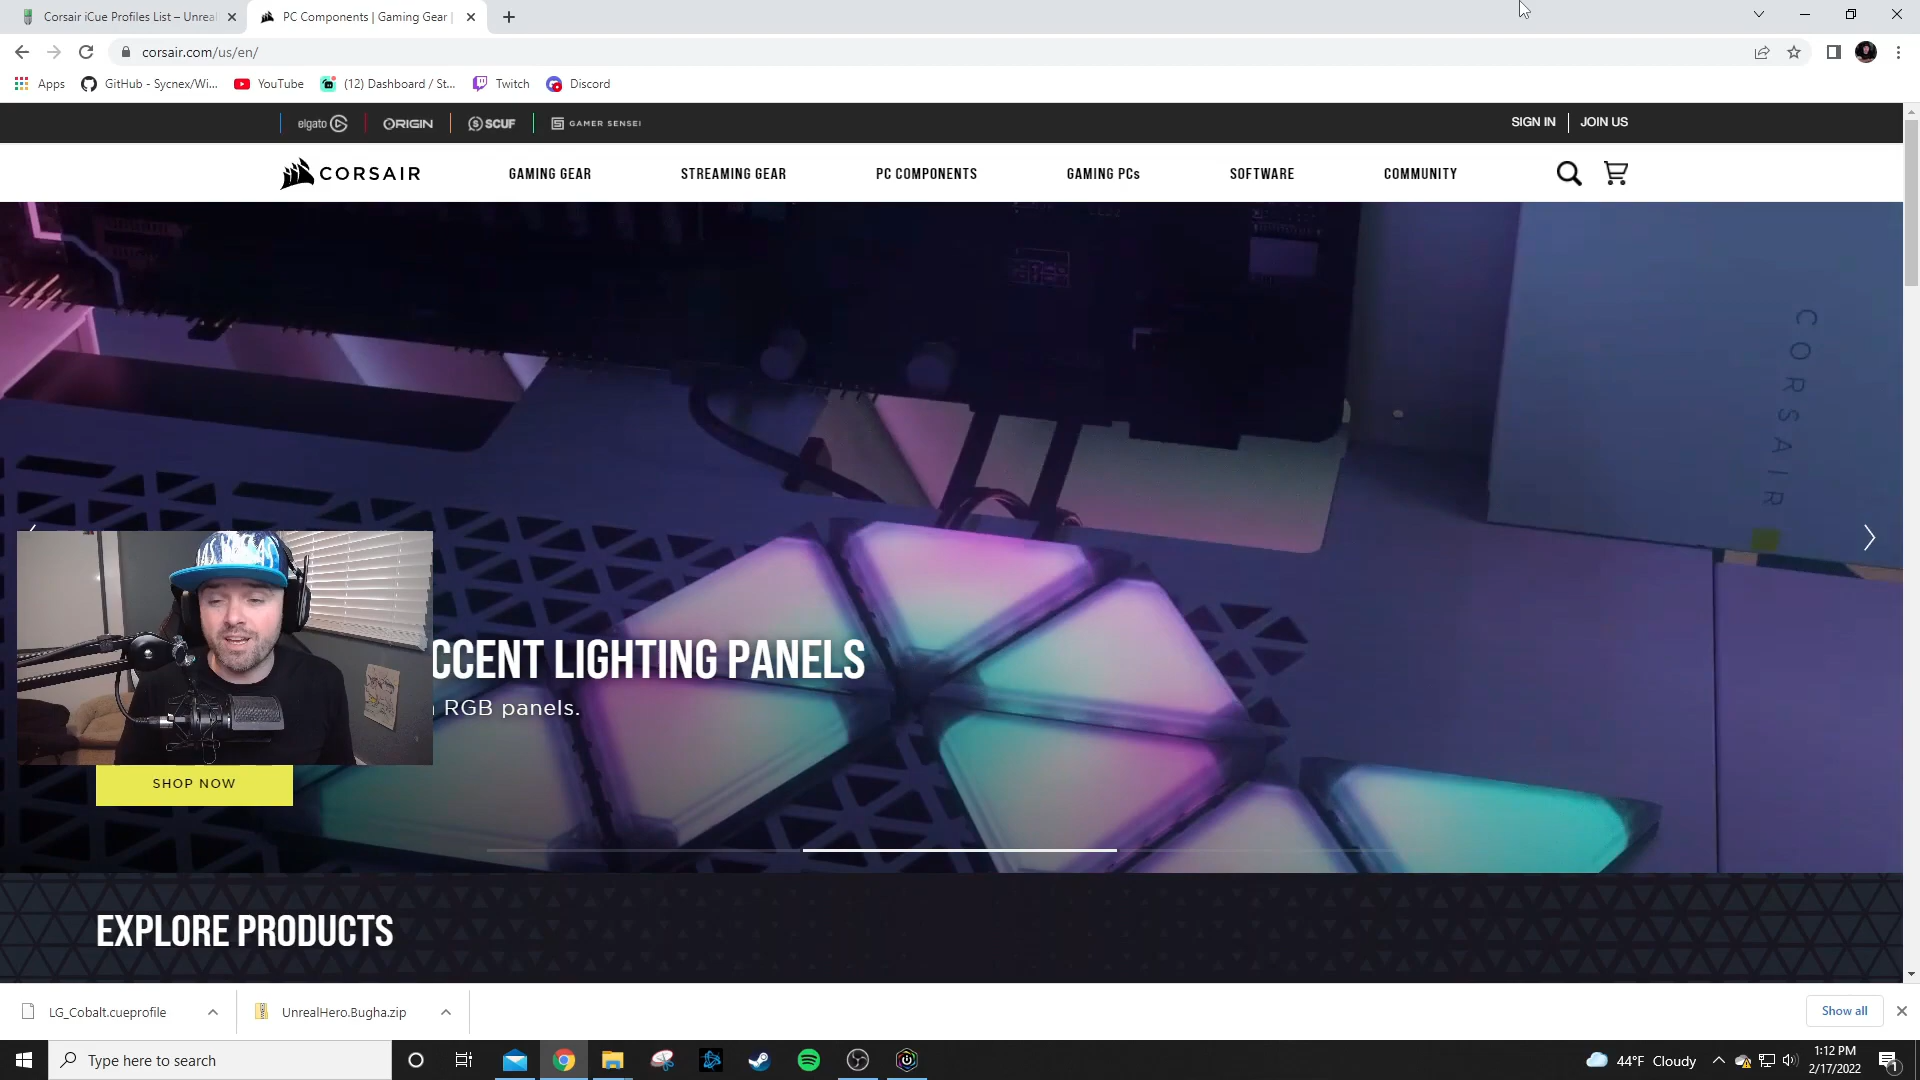 Corsair iCue Profiles List – Unreal
PC Components | Gaming Gear |
corsair.com/us/en/
Apps
GitHub - Sycnex/Wi...
YouTube
(12) Dashboard / St...
Twitch
Discord
elgato
ORIGIN
SCUF
GAMER SENSEI
SIGN IN
JOIN US
CORSAIR
GAMING GEAR
STREAMING GEAR
PC COMPONENTS
GAMING PCs
SOFTWARE
COMMUNITY
CORSAIR
CCENT LIGHTING PANELS
RGB panels.
SHOP NOW
EXPLORE PRODUCTS
LG_Cobalt.cueprofile
UnrealHero.Bugha.zip
Show all
Type here to search
44°F Cloudy
1:12 PM
2/17/2022
1